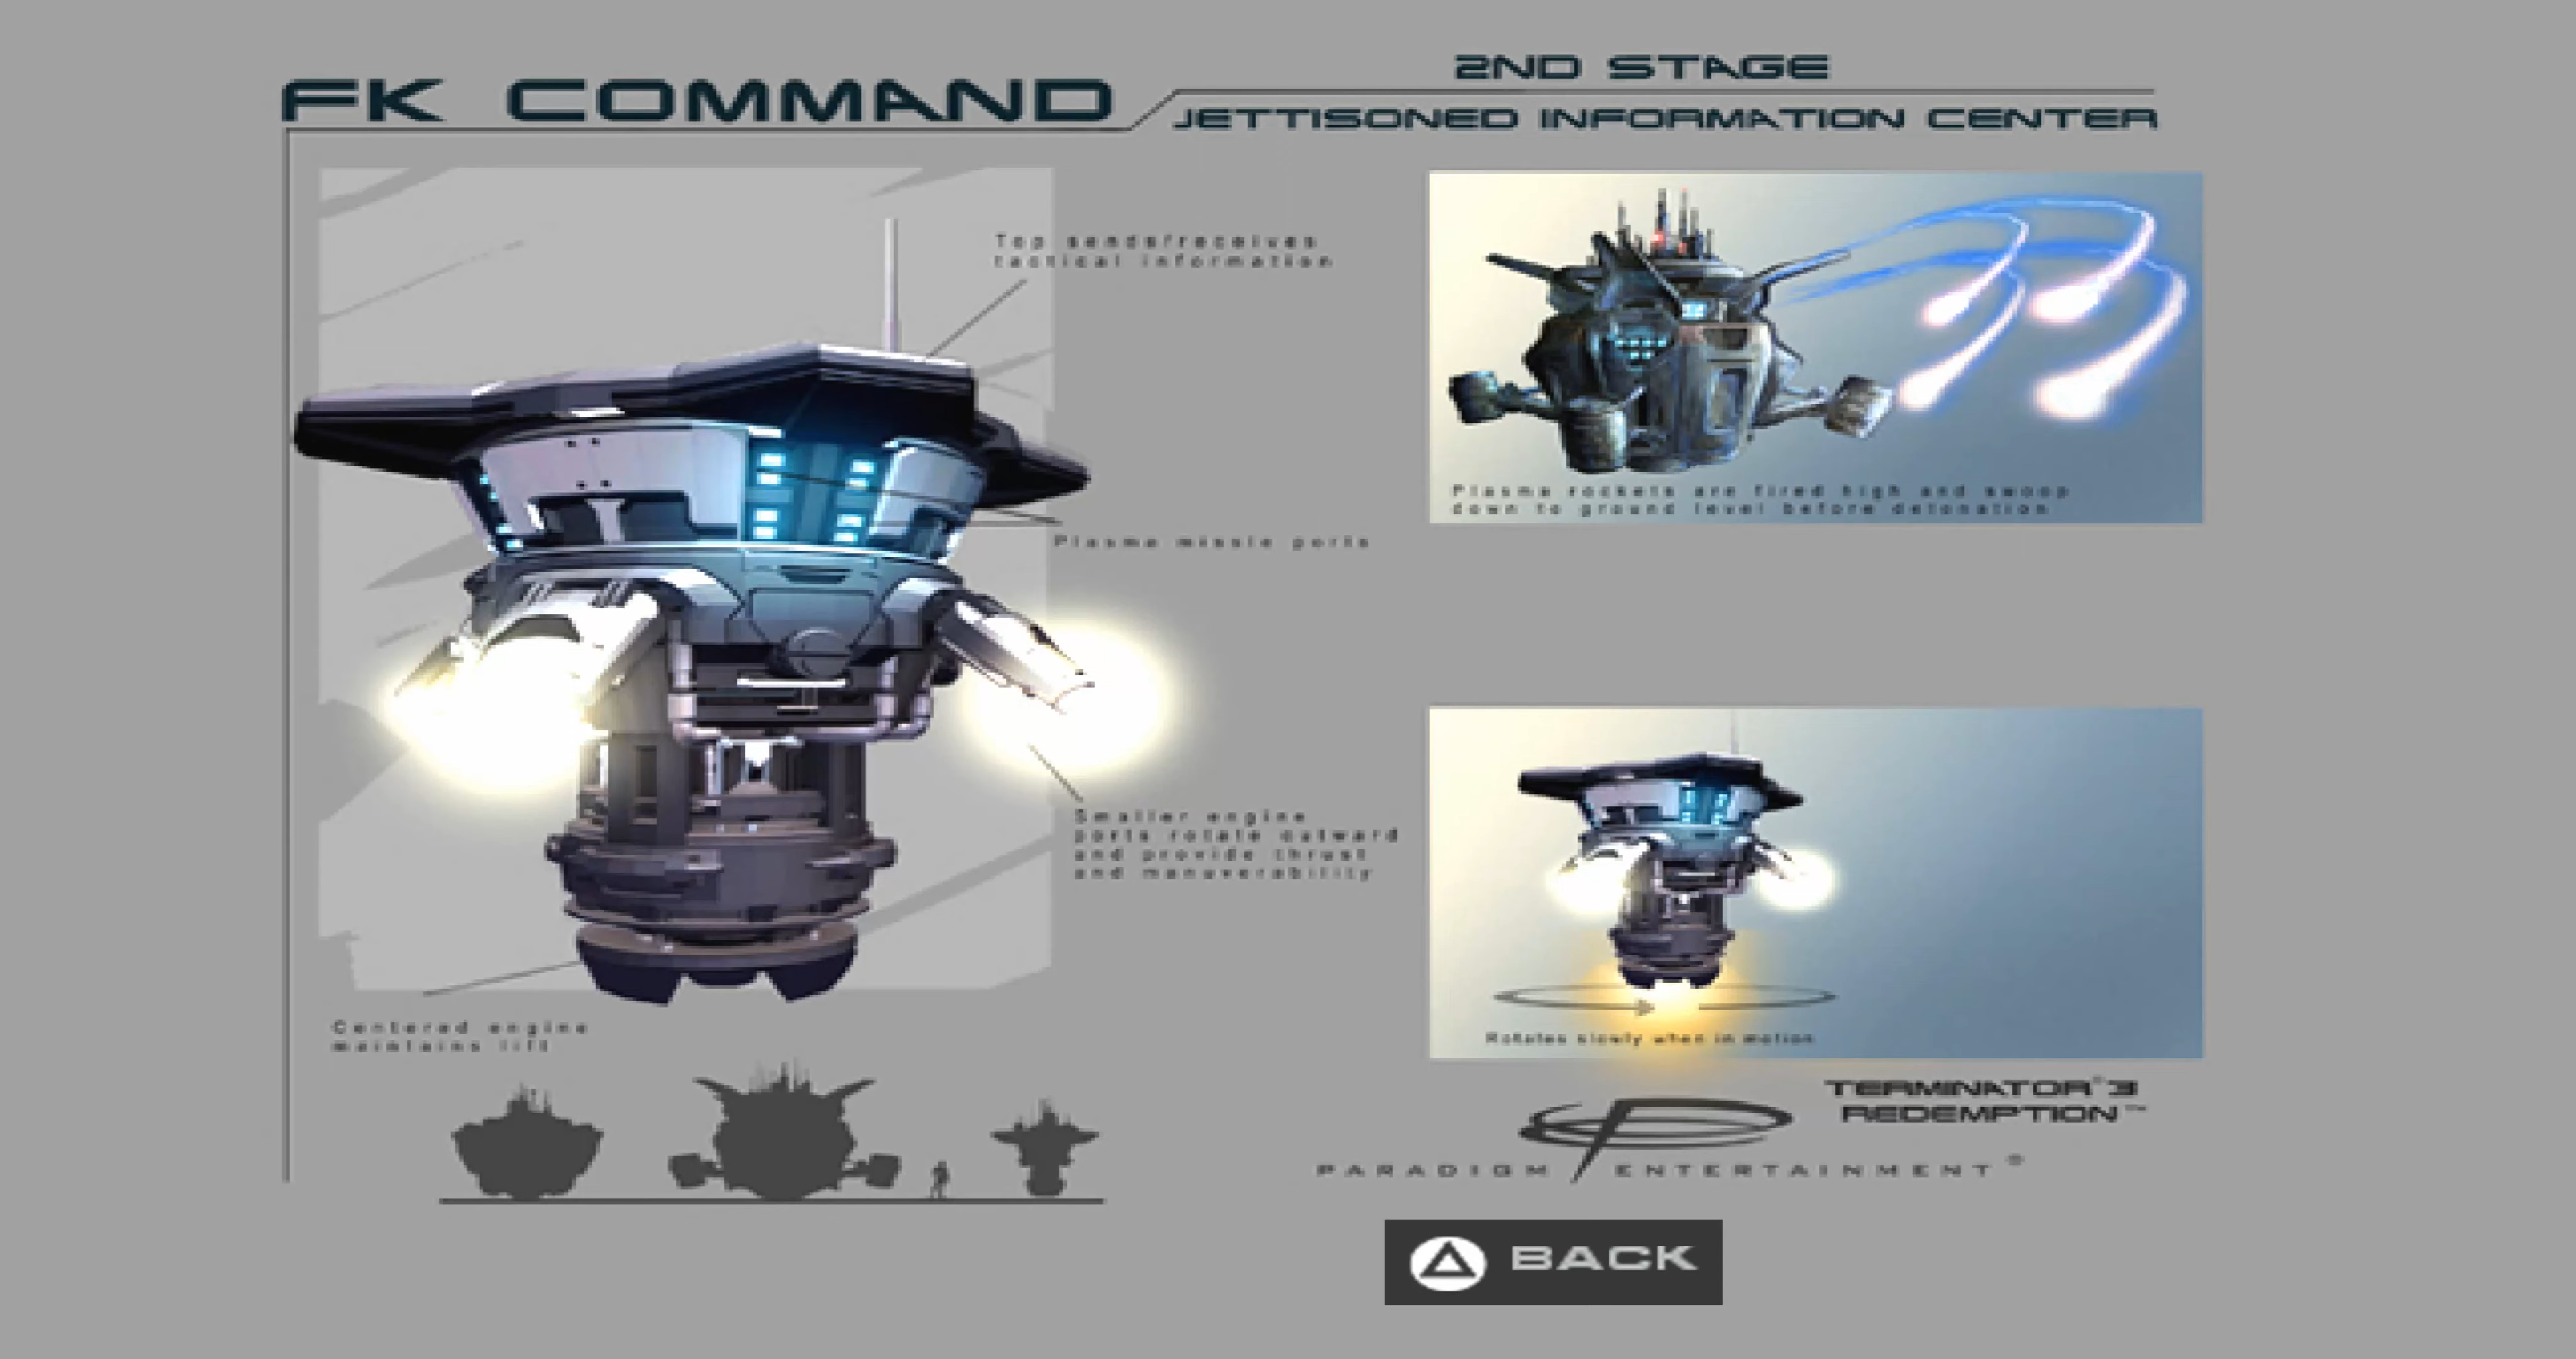 FK COMMAND
2ND STAGE
JETTISONED INFORMATION CENTER
Top sends/receives
tactical information
Plasma missle ports
Smaller engine
ports rotate outward
and provide thrust
and manuverability
Centered engine
maintains lift
Plasma rockets are fired high and swoop
down to ground level before detonation
Rotates slowly when in motion
TERMINATOR® 3
REDEMPTION™
PARADIGM ENTERTAINMENT®
BACK